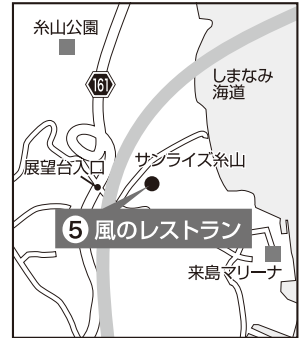 糸山公園
161
しまなみ
海道
展望台入口
サンライズ糸山
5 風のレストラン
来島マリーナ